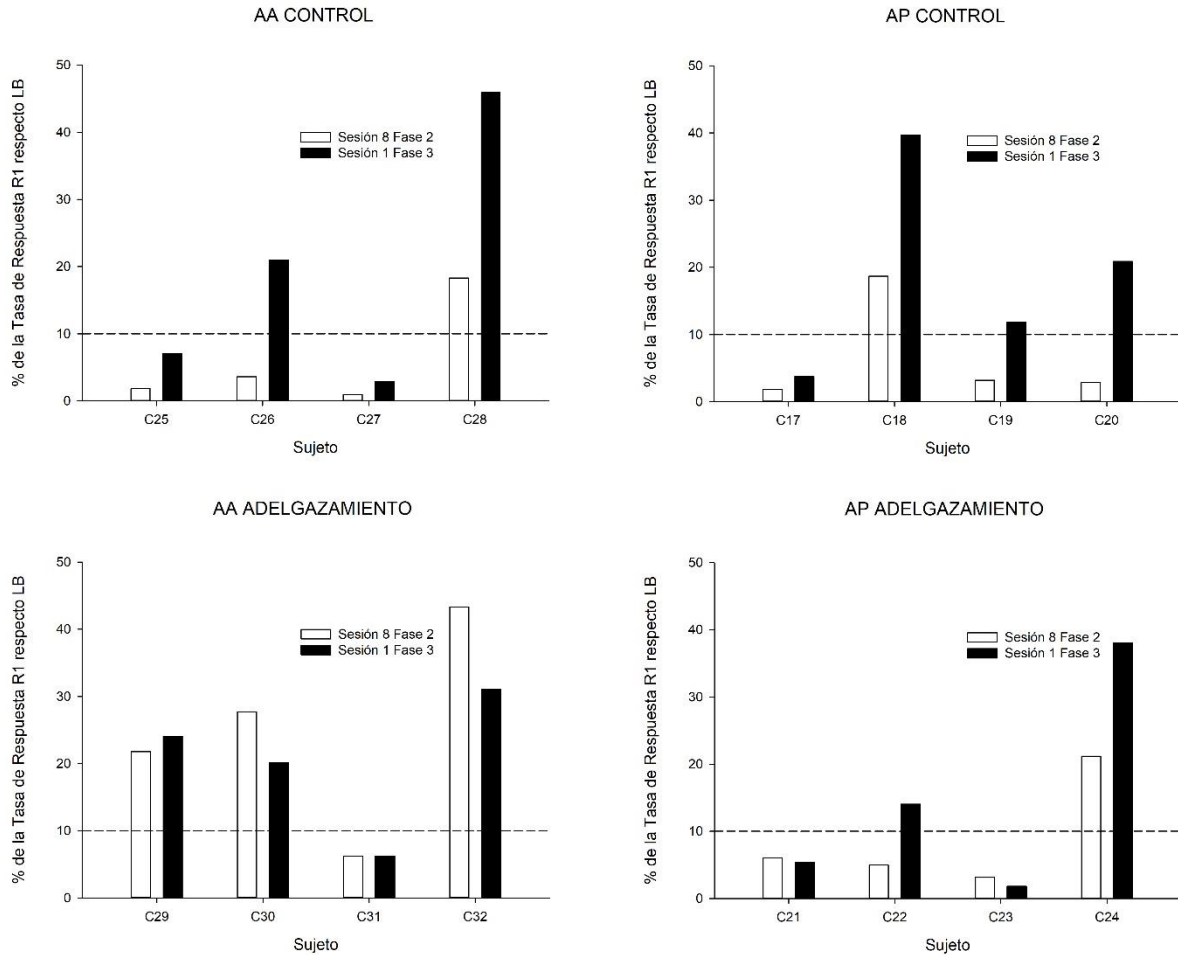 AA CONTROL
% de la Tasa de Respuesta R1 respecto LB
50
40
30
20
10
0
Sesión 8 Fase 2
Sesión 1 Fase 3
C25 C26 C27 C28
Sujeto
AP CONTROL
% de la Tasa de Respuesta R1 respecto LB
50
40
30
20
10
0
Sesión 8 Fase 2
Sesión 1 Fase 3
C17 C18 C19 C20
Sujeto
AA ADELGAZAMIENTO
% de la Tasa de Respuesta R1 respecto LB
50
40
30
20
10
0
Sesión 8 Fase 2
Sesión 1 Fase 3
C29 C30 C31 C32
Sujeto
AP ADELGAZAMIENTO
% de la Tasa de Respuesta R1 respecto LB
50
40
30
20
10
0
Sesión 8 Fase 2
Sesión 1 Fase 3
C21 C22 C23 C24
Sujeto